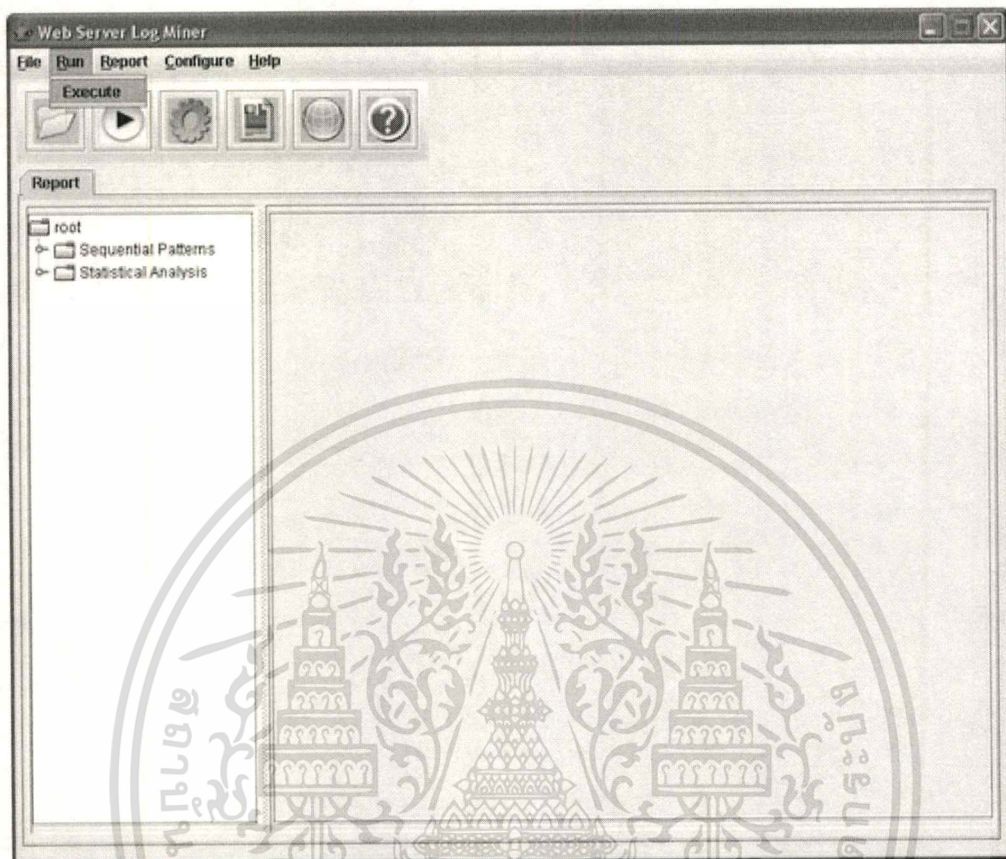 Web Server Log Miner
File Run Report Configure Help
Execute
Report
root
Sequential Patterns
Statistical Analysis